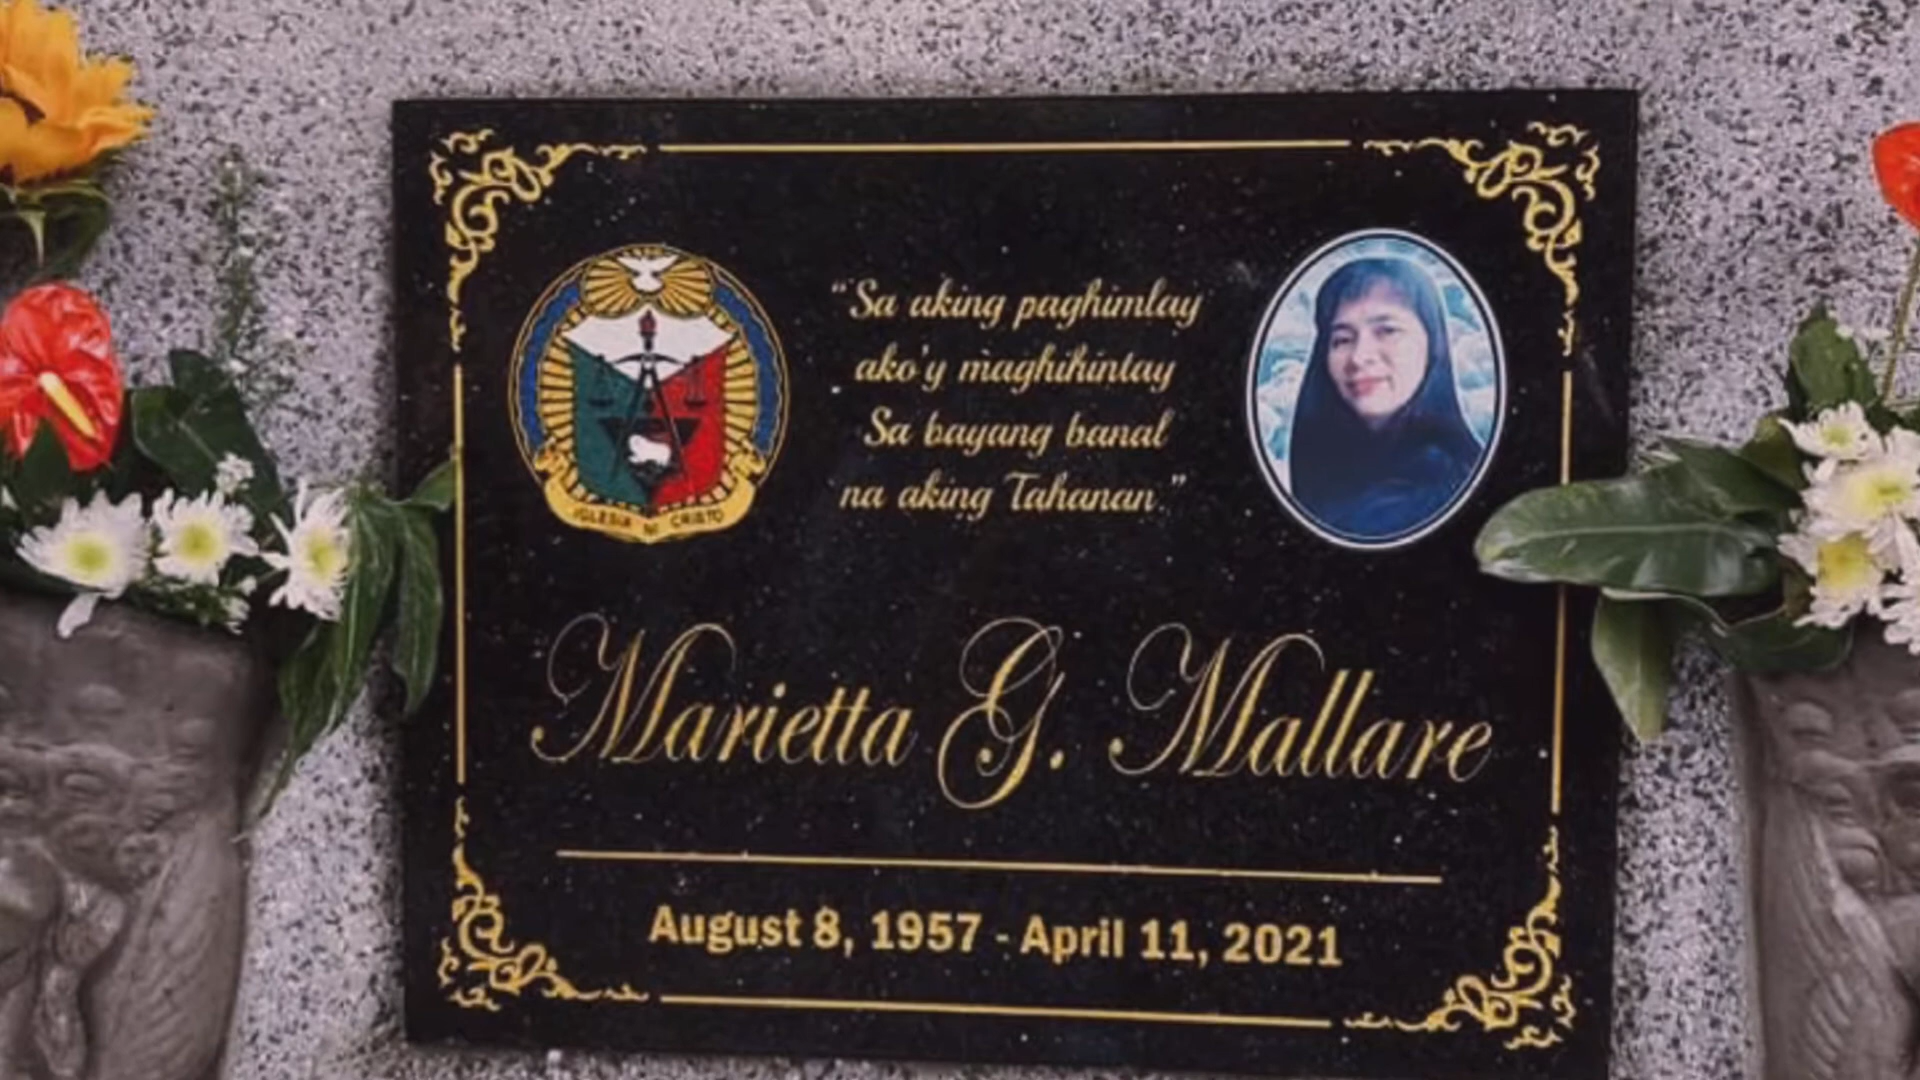 “Sa aking paghimlay
ako'y maghihintay
Sa bayang banal
na aking Tahanan”
IGLESIA NI CRISTO
Marietta G. Mallare
August 8, 1957 - April 11, 2021